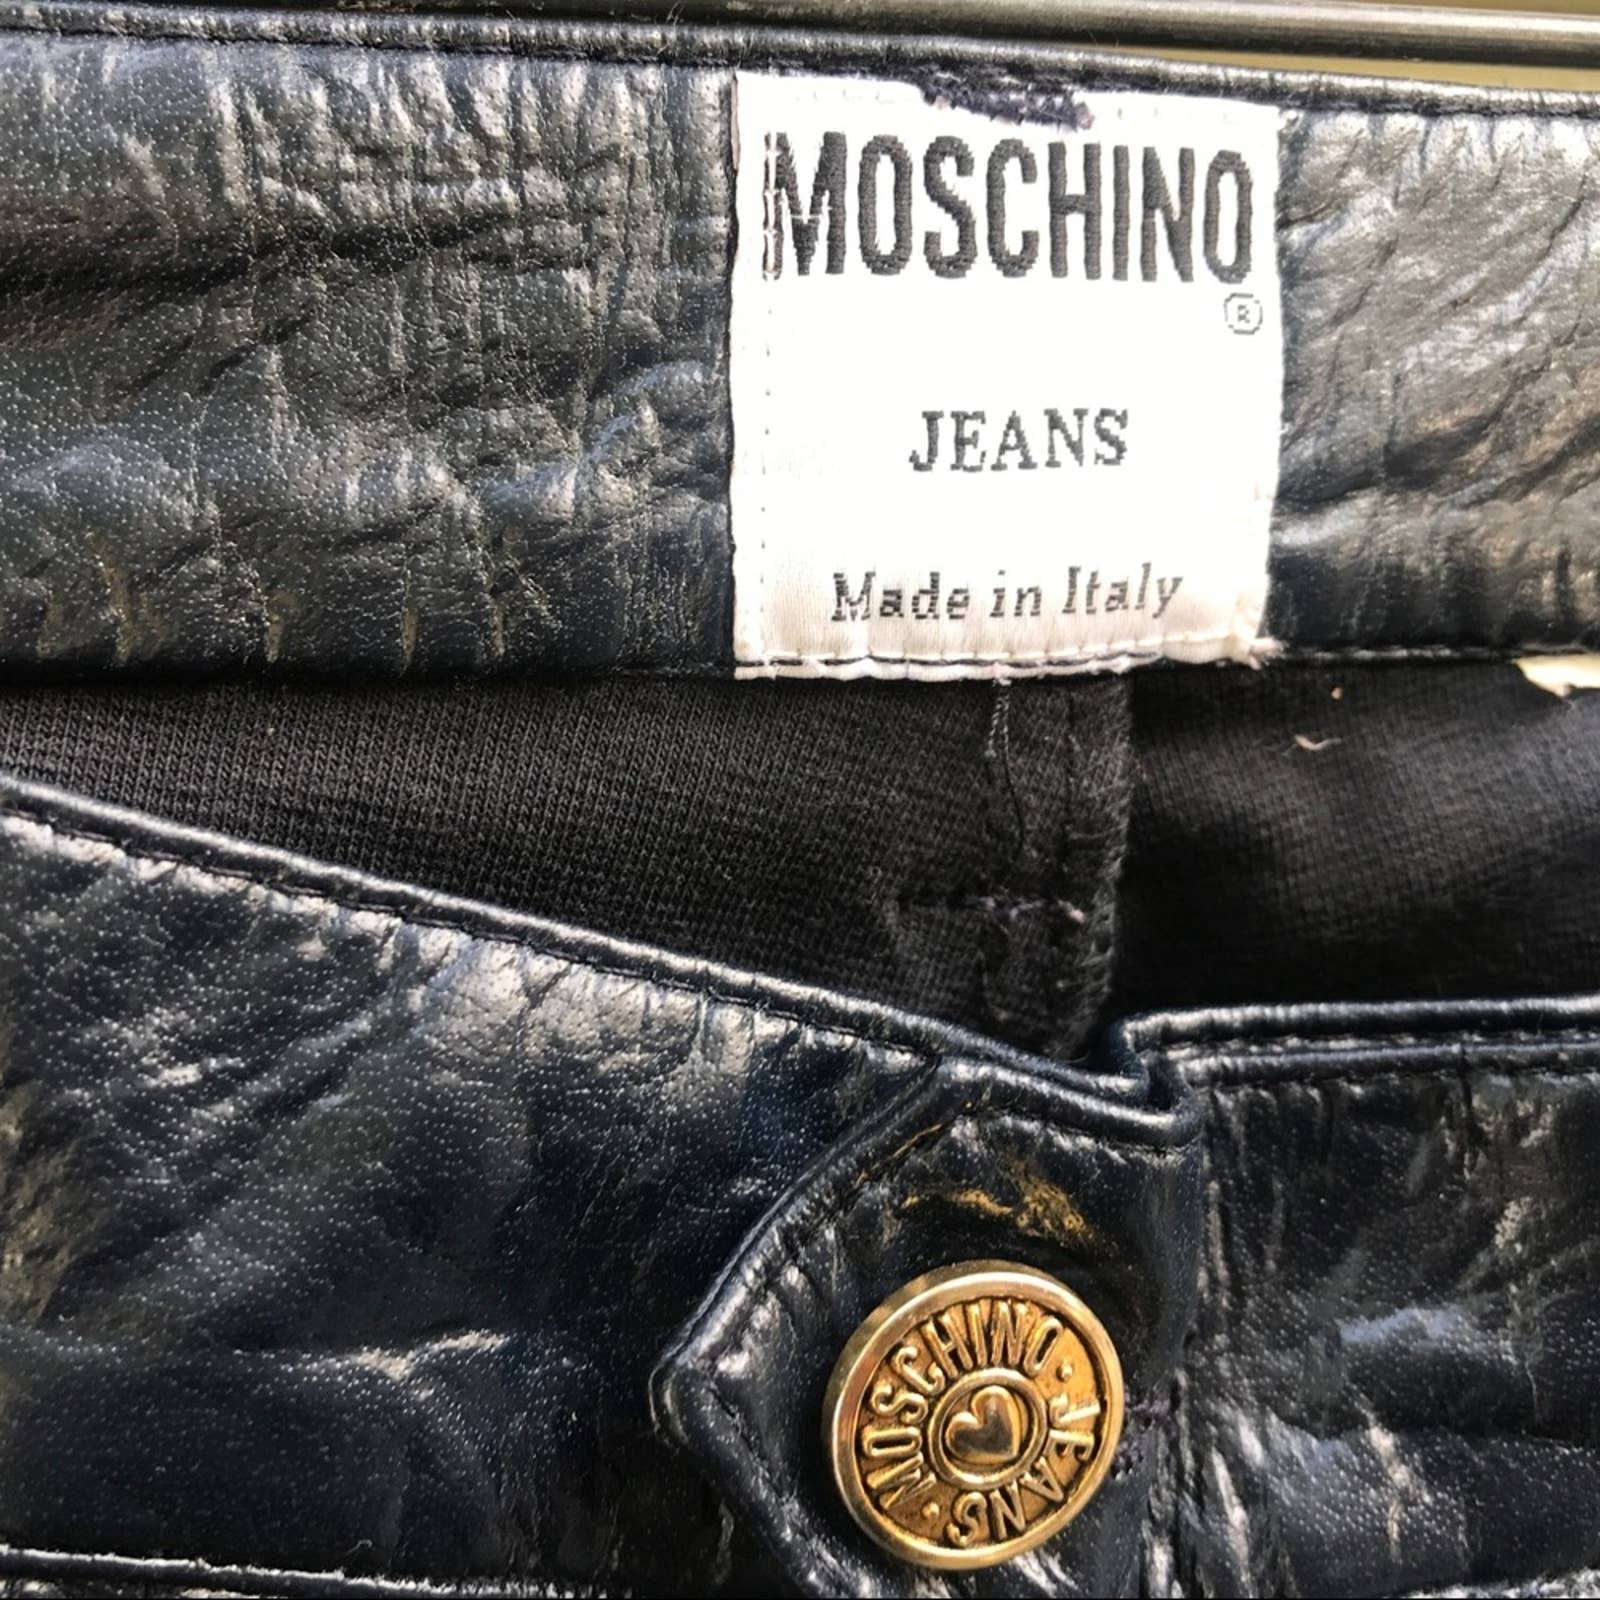 MOSCHINO
®
JEANS
Made in Italy
MOSCHINO · JEANS ·